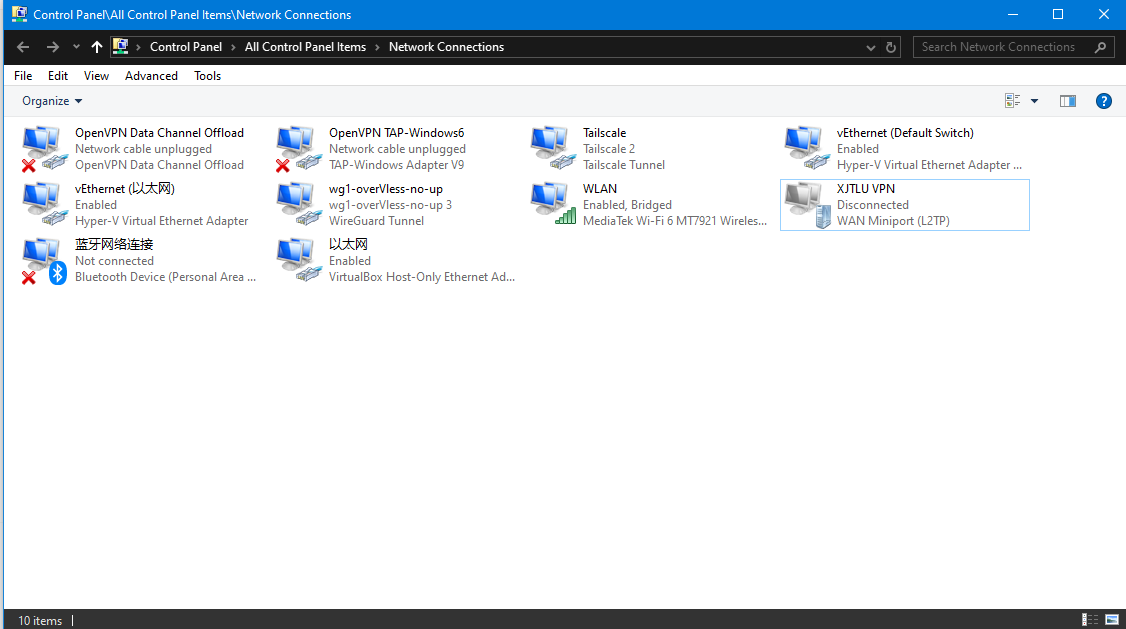 Control Panel\All Control Panel Items\Network Connections
Control Panel > All Control Panel Items > Network Connections
Search Network Connections
File Edit View Advanced Tools
Organize
OpenVPN Data Channel Offload
Network cable unplugged
OpenVPN Data Channel Offload
OpenVPN TAP-Windows6
Network cable unplugged
TAP-Windows Adapter V9
Tailscale
Tailscale 2
Tailscale Tunnel
vEthernet (Default Switch)
Enabled
Hyper-V Virtual Ethernet Adapter ...
vEthernet (以太网)
Enabled
Hyper-V Virtual Ethernet Adapter
wg1-overVless-no-up
wg1-overVless-no-up 3
WireGuard Tunnel
WLAN
Enabled, Bridged
MediaTek Wi-Fi 6 MT7921 Wireles...
XJTLU VPN
Disconnected
WAN Miniport (L2TP)
蓝牙网络连接
Not connected
Bluetooth Device (Personal Area ...
以太网
Enabled
VirtualBox Host-Only Ethernet Ad...
10 items